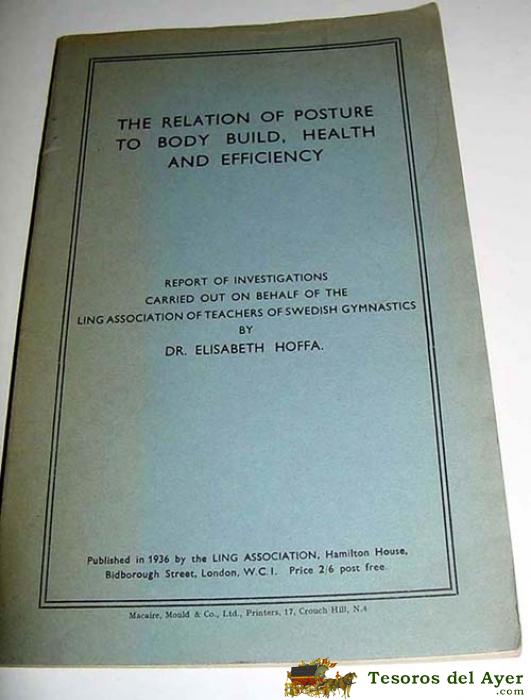 THE RELATION OF POSTURE
TO BODY BUILD, HEALTH
AND EFFICIENCY
REPORT OF INVESTIGATIONS
CARRIED OUT ON BEHALF OF THE
LING ASSOCIATION OF TEACHERS OF SWEDISH GYMNASTICS
BY
DR. ELISABETH HOFFA.
Published in 1936 by the LING ASSOCIATION, Hamilton House,
Bidborough Street, London, W.C.1. Price 2/6 post free.
Macaire, Mould & Co., Ltd., Printers, 17, Crouch Hill, N.4
Tesoros del Ayer
.com